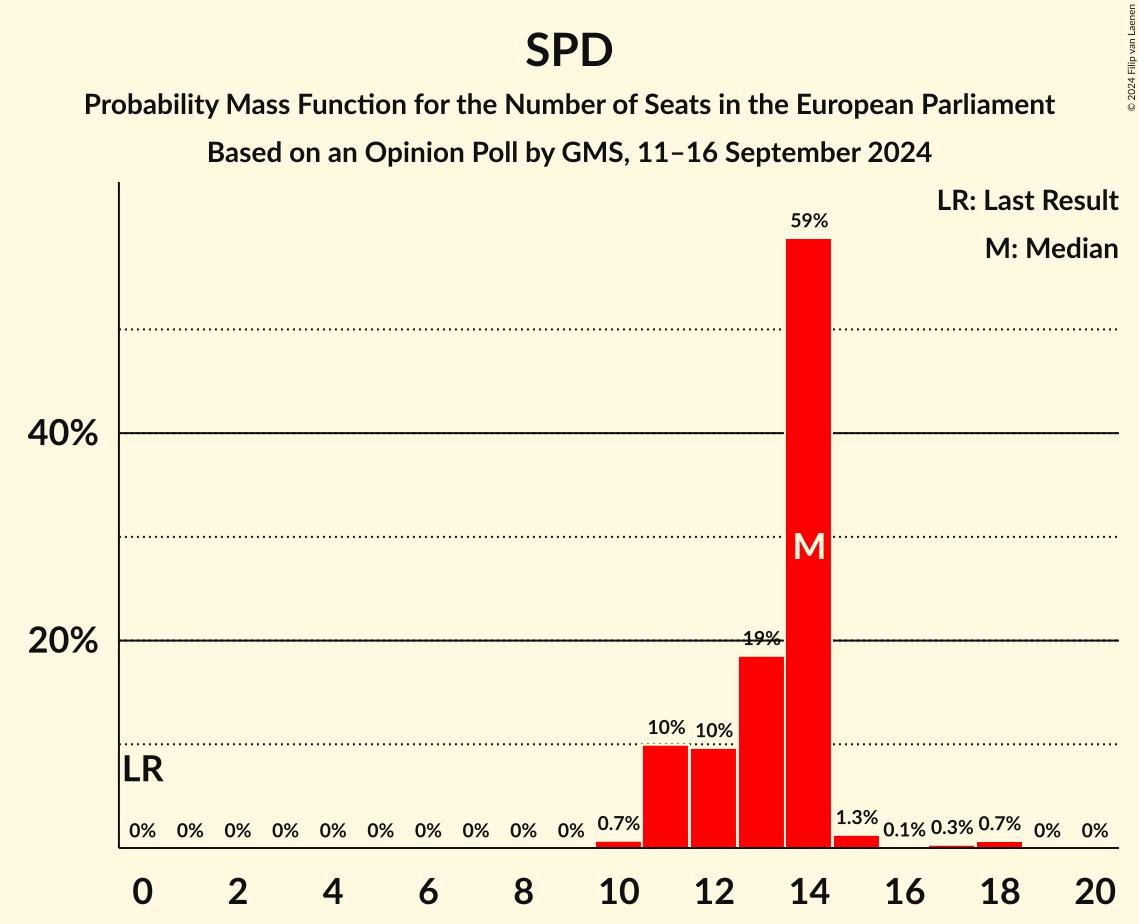 SPD
Probability Mass Function for the Number of Seats in the European Parliament
Based on an Opinion Poll by GMS, 11–16 September 2024
© 2024 Filip van Laenen
LR: Last Result
M: Median
59%
40%
M
20%
19%
10% 10%
LR
0% 0% 0% 0% 0% 0% 0% 0% 0% 0% 0.7% 1.3% 0.1% 0.3% 0.7% 0% 0%
0 2 4 6 8 10 12 14 16 18 20